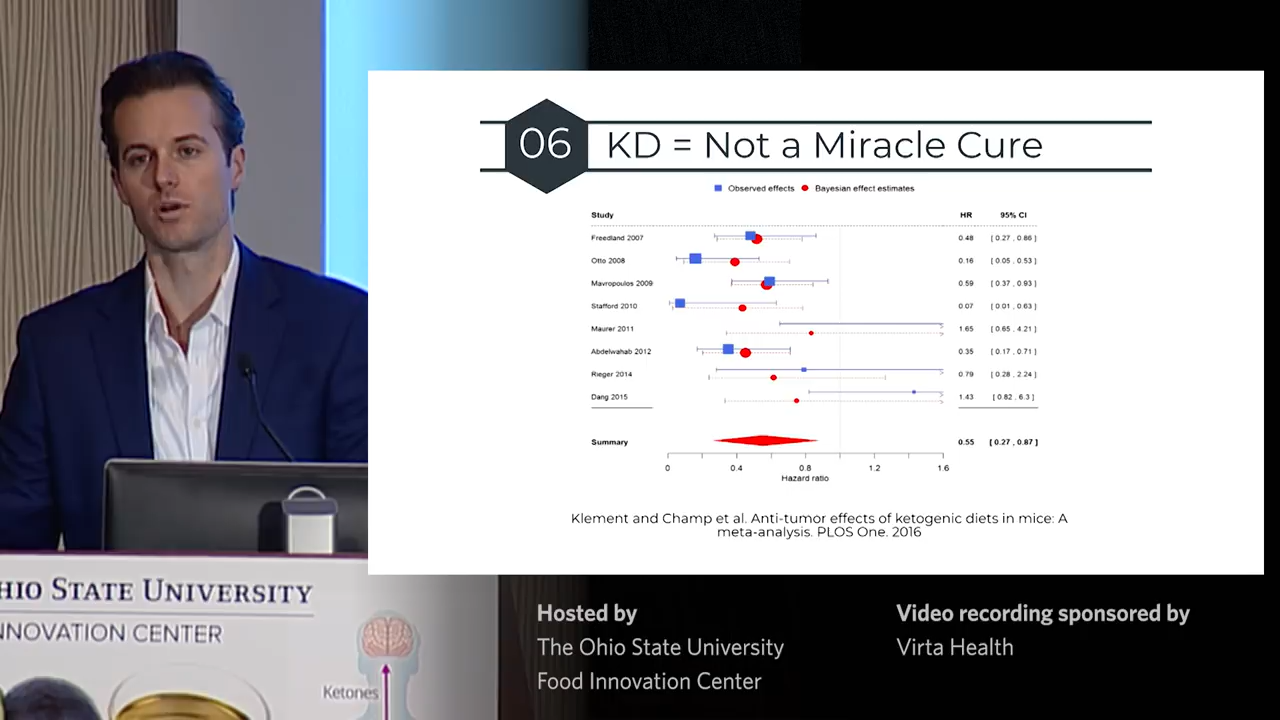 06 KD = Not a Miracle Cure
Observed effects Bayesian effect estimates
Study HR 95% CI
Freedland 2007 0.48 [ 0.27 , 0.86 ]
Otto 2008 0.16 [ 0.05 , 0.53 ]
Mavropoulos 2009 0.59 [ 0.37 , 0.93 ]
Stafford 2010 0.07 [ 0.01 , 0.63 ]
Maurer 2011 1.65 [ 0.65 , 4.21 ]
Abdelwahab 2012 0.35 [ 0.17 , 0.71 ]
Rieger 2014 0.79 [ 0.28 , 2.24 ]
Dang 2015 1.43 [ 0.82 , 6.3 ]
Summary 0.55 [ 0.27 , 0.87 ]
0 0.4 0.8 1.2 1.6
Hazard ratio
Klement and Champ et al. Anti-tumor effects of ketogenic diets in mice: A
meta-analysis. PLOS One. 2016
HIO STATE UNIVERSITY
NNOVATION CENTER
Ketones
Hosted by
The Ohio State University
Food Innovation Center
Video recording sponsored by
Virta Health